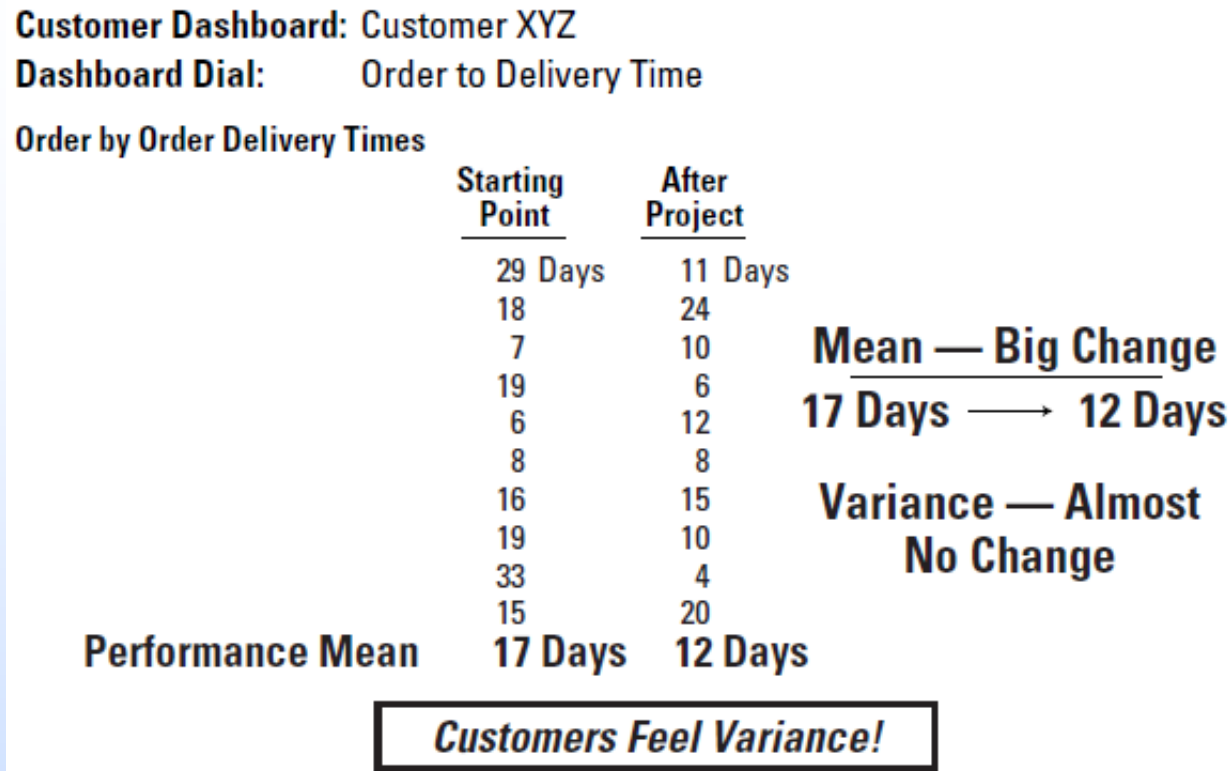 Customer Dashboard: Customer XYZ
Dashboard Dial: Order to Delivery Time
Order by Order Delivery Times
Starting Point After Project
29 Days 11 Days
18 24
7 10
19 6
6 12
8 8
16 15
19 10
33 4
15 20
Performance Mean 17 Days 12 Days
Mean — Big Change
17 Days → 12 Days
Variance — Almost
No Change
Customers Feel Variance!